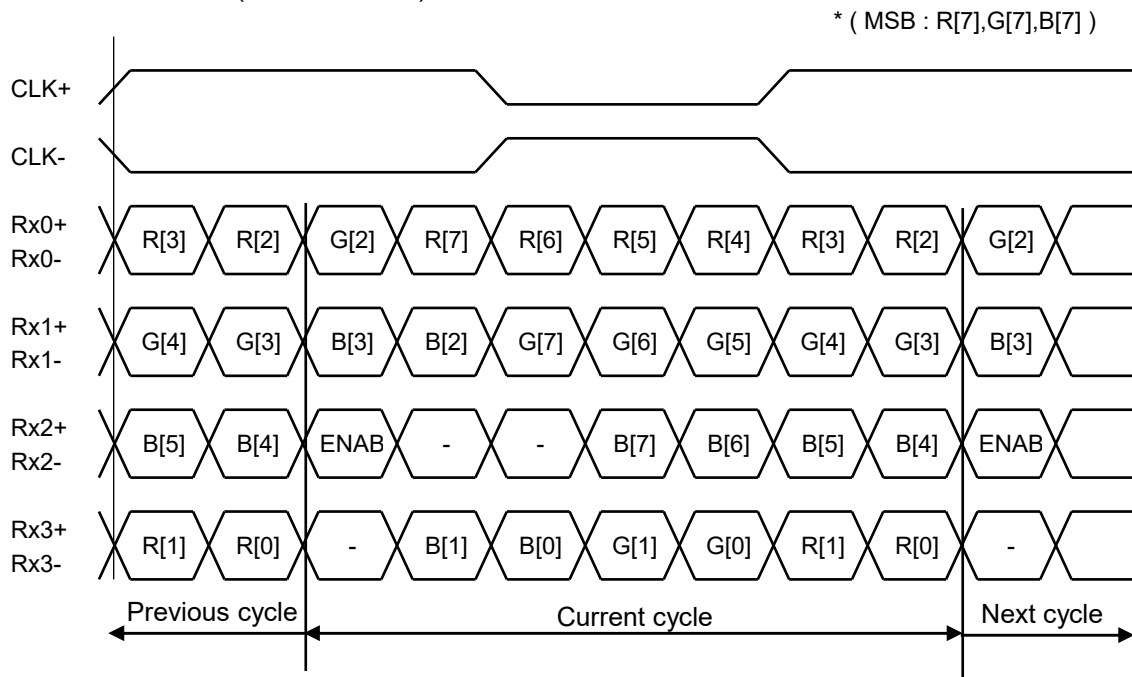 * ( MSB : R[7],G[7],B[7] )
CLK+
CLK-
Rx0+
Rx0-
R[3] R[2] G[2] R[7] R[6] R[5] R[4] R[3] R[2] G[2]
Rx1+
Rx1-
G[4] G[3] B[3] B[2] G[7] G[6] G[5] G[4] G[3] B[3]
Rx2+
Rx2-
B[5] B[4] ENAB - - B[7] B[6] B[5] B[4] ENAB
Rx3+
Rx3-
R[1] R[0] - B[1] B[0] G[1] G[0] R[1] R[0] -
Previous cycle Current cycle Next cycle